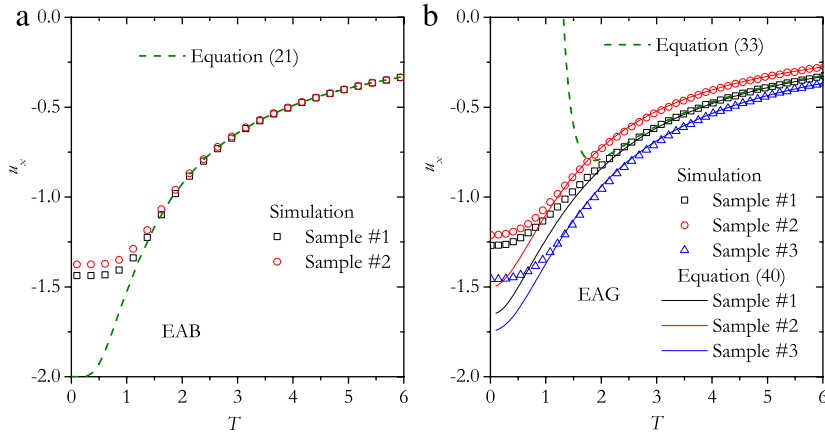 a
0.0
-0.5
-1.0
-1.5
-2.0
u_x
Equation (21)
Simulation
Sample #1
Sample #2
EAB
0 1 2 3 4 5 6
T
b
0.0
-0.5
-1.0
-1.5
-2.0
u_x
Equation (33)
Simulation
Sample #1
Sample #2
Sample #3
Equation (40)
Sample #1
Sample #2
Sample #3
EAG
0 1 2 3 4 5 6
T